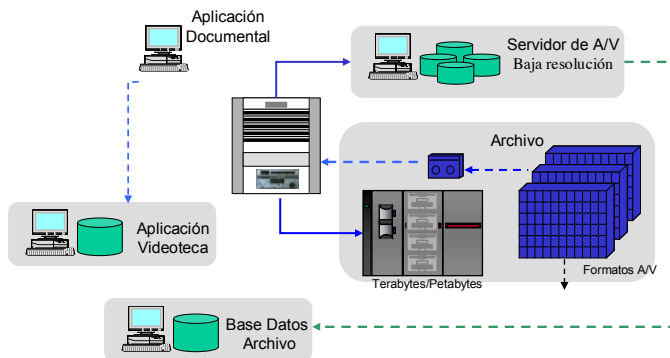 Aplicación
Documental
Servidor de A/V
Baja resolución
Archivo
Aplicación
Videoteca
Terabytes/Petabytes
Formatos A/V
Base Datos
Archivo